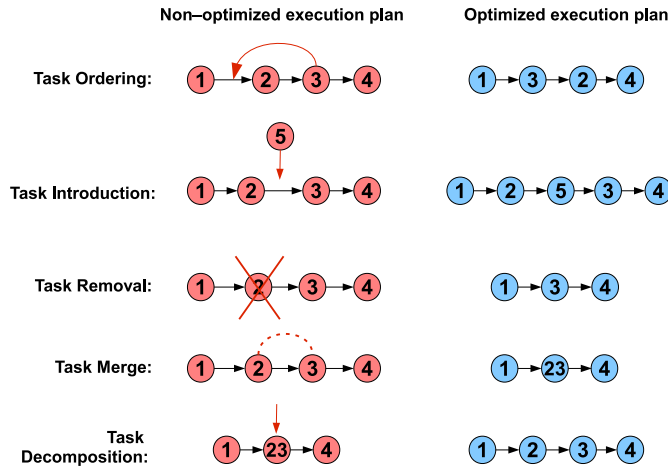 Non–optimized execution plan
Optimized execution plan
Task Ordering:
1 2 3 4
1 3 2 4
5
Task Introduction:
1 2 3 4
1 2 5 3 4
Task Removal:
1 2 3 4
1 3 4
Task Merge:
1 2 3 4
1 23 4
Task
Decomposition:
1 23 4
1 2 3 4